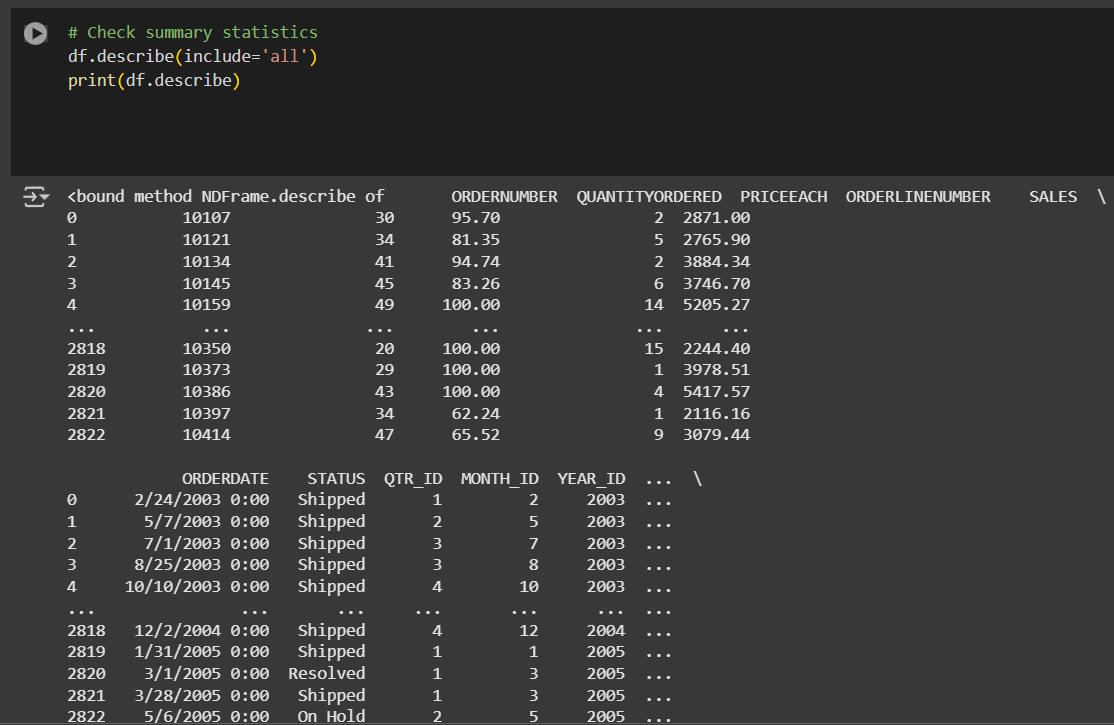 # Check summary statistics
df.describe(include='all')
print(df.describe)
<bound method NDFrame.describe of       ORDERNUMBER  QUANTITYORDERED  PRICEEACH  ORDERLINENUMBER    SALES  \
0           10107               30      95.70                2  2871.00
1           10121               34      81.35                5  2765.90
2           10134               41      94.74                2  3884.34
3           10145               45      83.26                6  3746.70
4           10159               49     100.00               14  5205.27
...           ...              ...        ...              ...      ...
2818        10350               20     100.00               15  2244.40
2819        10373               29     100.00                1  3978.51
2820        10386               43     100.00                4  5417.57
2821        10397               34      62.24                1  2116.16
2822        10414               47      65.52                9  3079.44
            ORDERDATE    STATUS  QTR_ID  MONTH_ID  YEAR_ID  ...  \
0      2/24/2003 0:00   Shipped       1         2     2003  ...
1       5/7/2003 0:00   Shipped       2         5     2003  ...
2       7/1/2003 0:00   Shipped       3         7     2003  ...
3      8/25/2003 0:00   Shipped       3         8     2003  ...
4     10/10/2003 0:00   Shipped       4        10     2003  ...
...               ...       ...     ...       ...      ...  ...
2818   12/2/2004 0:00   Shipped       4        12     2004  ...
2819   1/31/2005 0:00   Shipped       1         1     2005  ...
2820    3/1/2005 0:00  Resolved       1         3     2005  ...
2821   3/28/2005 0:00   Shipped       1         3     2005  ...
2822    5/6/2005 0:00   On Hold       2         5     2005  ...